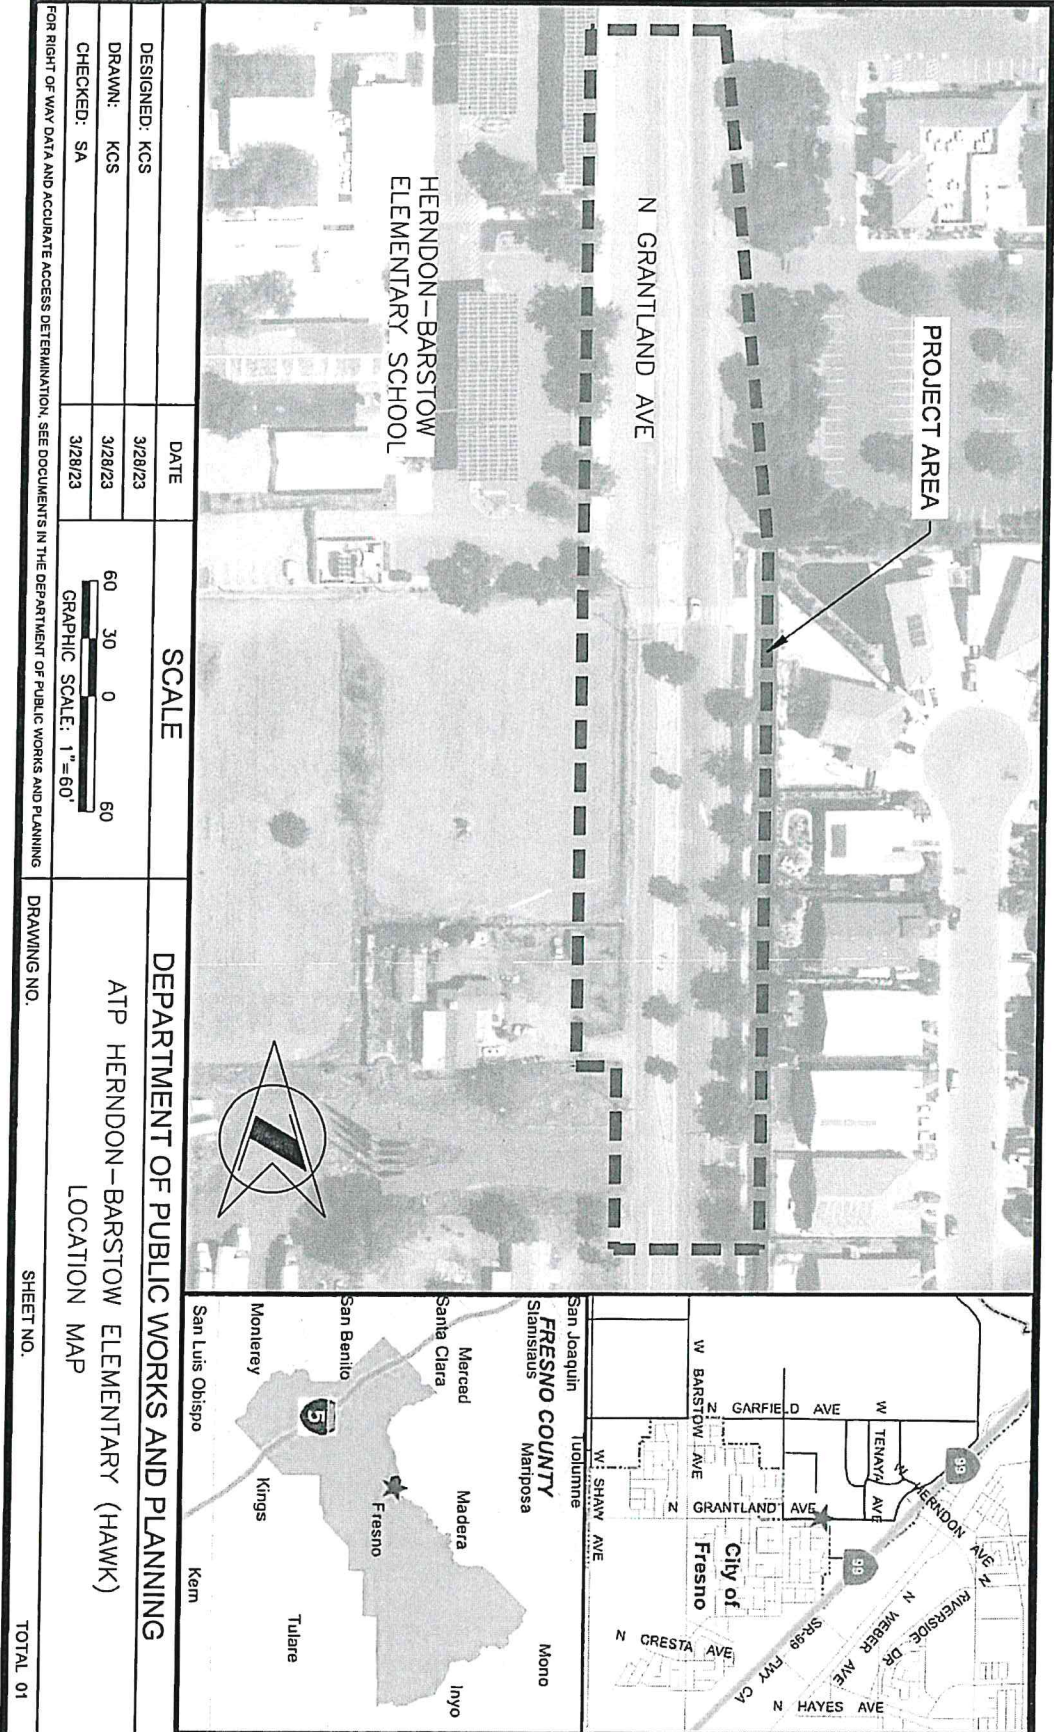 PROJECT AREA
N GRANTLAND AVE
HERNDON-BARSTOW
ELEMENTARY SCHOOL
99
W HERNDON AVE
N RIVERSIDE DR
N WEBER AVE
SR-99 FWY CA
N HAYES AVE
W TENAYA AVE
N GARFIELD AVE
W BARSTOW AVE
N GRANTLAND AVE
99
City of
Fresno
W SHAW AVE
N CRESTA AVE
San Joaquin
Tuolumne
FRESNO COUNTY
Stanislaus
Mariposa
Mono
Santa Clara
Merced
Madera
Inyo
Fresno
San Benito
5
Monterey
Kings
Tulare
San Luis Obispo
Kern
DATE
SCALE
DESIGNED: KCS
3/28/23
DRAWN: KCS
3/28/23
CHECKED: SA
3/28/23
60 30 0 60
GRAPHIC SCALE: 1"=60'
DEPARTMENT OF PUBLIC WORKS AND PLANNING
ATP HERNDON-BARSTOW ELEMENTARY (HAWK)
LOCATION MAP
FOR RIGHT OF WAY DATA AND ACCURATE ACCESS DETERMINATION, SEE DOCUMENTS IN THE DEPARTMENT OF PUBLIC WORKS AND PLANNING
DRAWING NO.
SHEET NO.
TOTAL 01